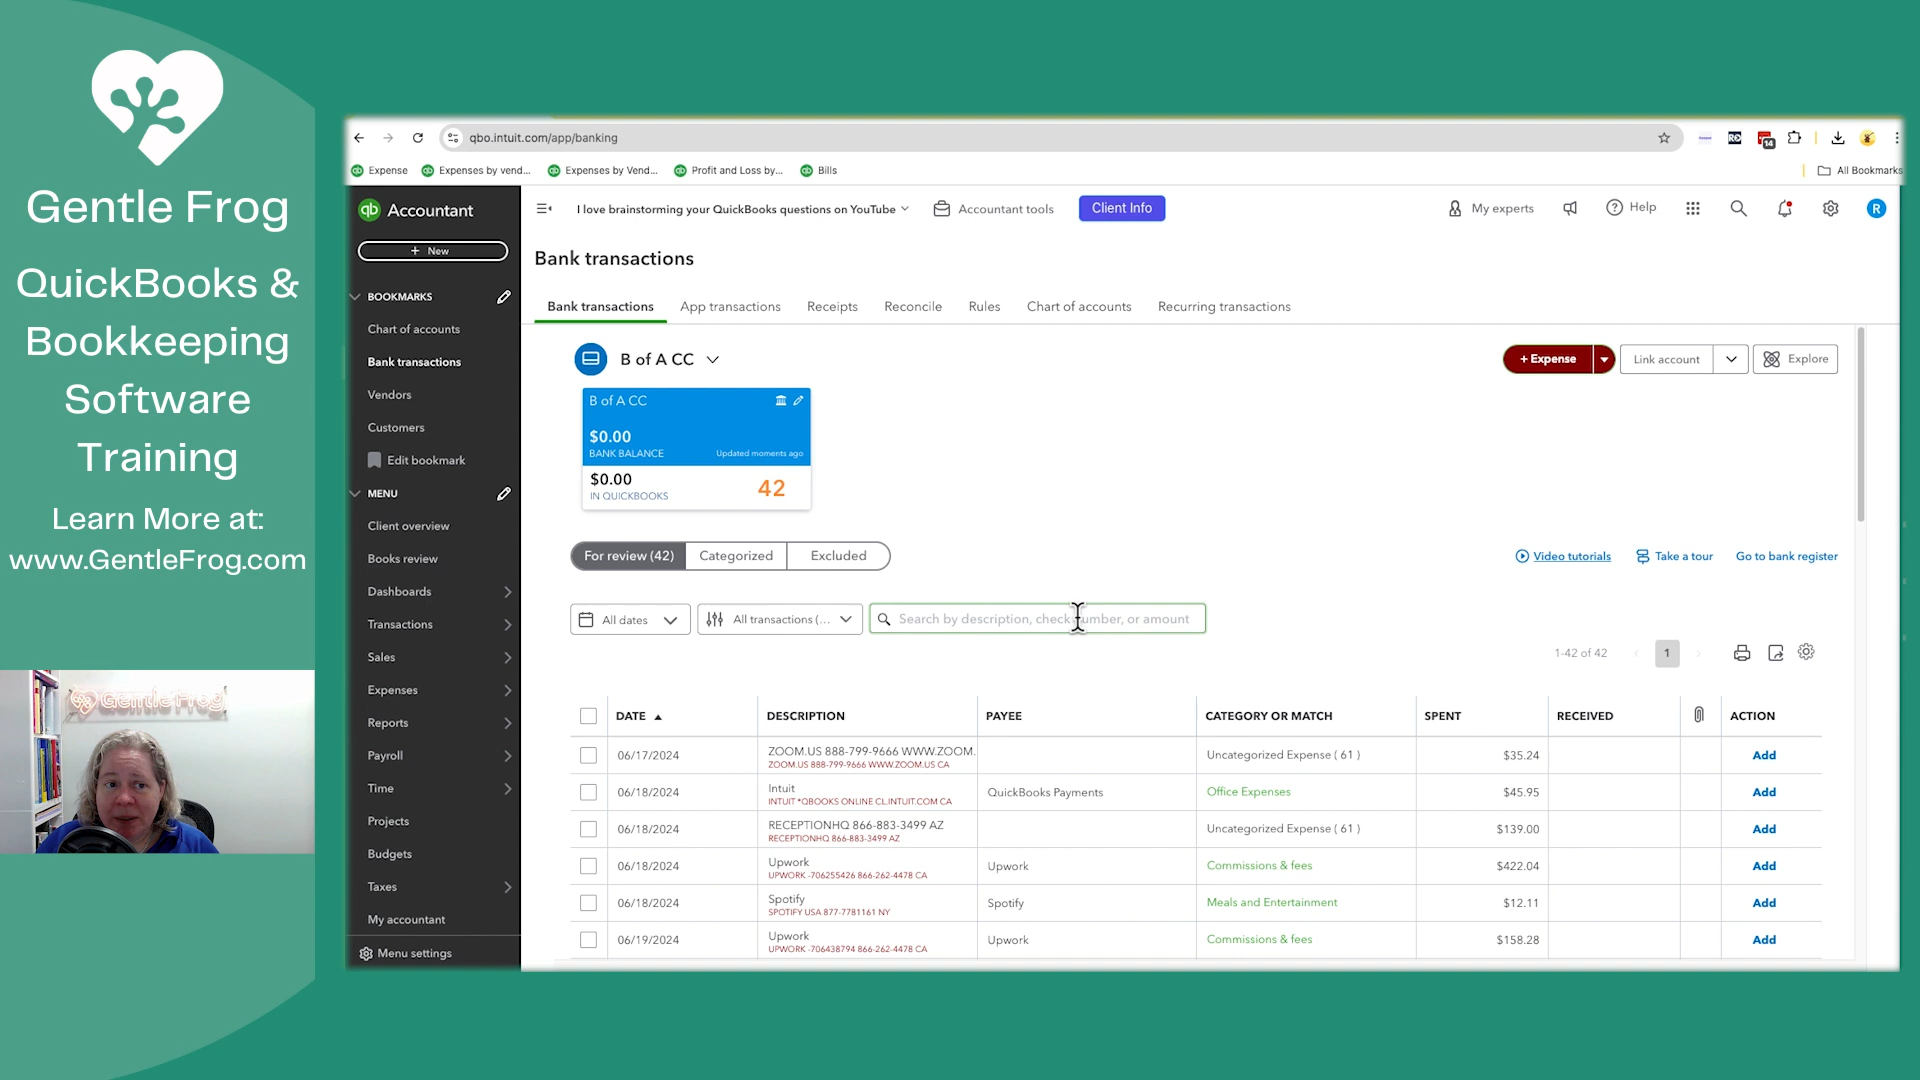 Gentle Frog
QuickBooks &
Bookkeeping
Software
Training
Learn More at:
www.GentleFrog.com
Gentle Frog
qbo.intuit.com/app/banking
14
Expense
Expenses by vend...
Expenses by Vend...
Profit and Loss by...
Bills
All Bookmarks
qb Accountant
+ New
BOOKMARKS
Chart of accounts
Bank transactions
Vendors
Customers
Edit bookmark
MENU
Client overview
Books review
Dashboards
Transactions
Sales
Expenses
Reports
Payroll
Time
Projects
Budgets
Taxes
My accountant
Menu settings
I love brainstorming your QuickBooks questions on YouTube
Accountant tools
Client Info
My experts
Help
R
Bank transactions
Bank transactions App transactions Receipts Reconcile Rules Chart of accounts Recurring transactions
B of A CC
+ Expense
Link account
Explore
B of A CC
$0.00
BANK BALANCE
Updated moments ago
$0.00
IN QUICKBOOKS
42
For review (42) Categorized Excluded
Video tutorials
Take a tour
Go to bank register
All dates
All transactions (...
Search by description, check number, or amount
1-42 of 42
1
DATE DESCRIPTION PAYEE CATEGORY OR MATCH SPENT RECEIVED ACTION
06/17/2024 ZOOM.US 888-799-9666 WWW.ZOOM. Uncategorized Expense ( 61 ) $35.24 Add
ZOOM.US 888-799-9666 WWW.ZOOM.US CA
06/18/2024 Intuit QuickBooks Payments Office Expenses $45.95 Add
INTUIT *QBOOKS ONLINE CL.INTUIT.COM CA
06/18/2024 RECEPTIONHQ 866-883-3499 AZ Uncategorized Expense ( 61 ) $139.00 Add
RECEPTIONHQ 866-883-3499 AZ
06/18/2024 Upwork Upwork Commissions & fees $422.04 Add
UPWORK -706255426 866-262-4478 CA
06/18/2024 Spotify Spotify Meals and Entertainment $12.11 Add
SPOTIFY USA 877-7781161 NY
06/19/2024 Upwork Upwork Commissions & fees $158.28 Add
UPWORK -706438794 866-262-4478 CA